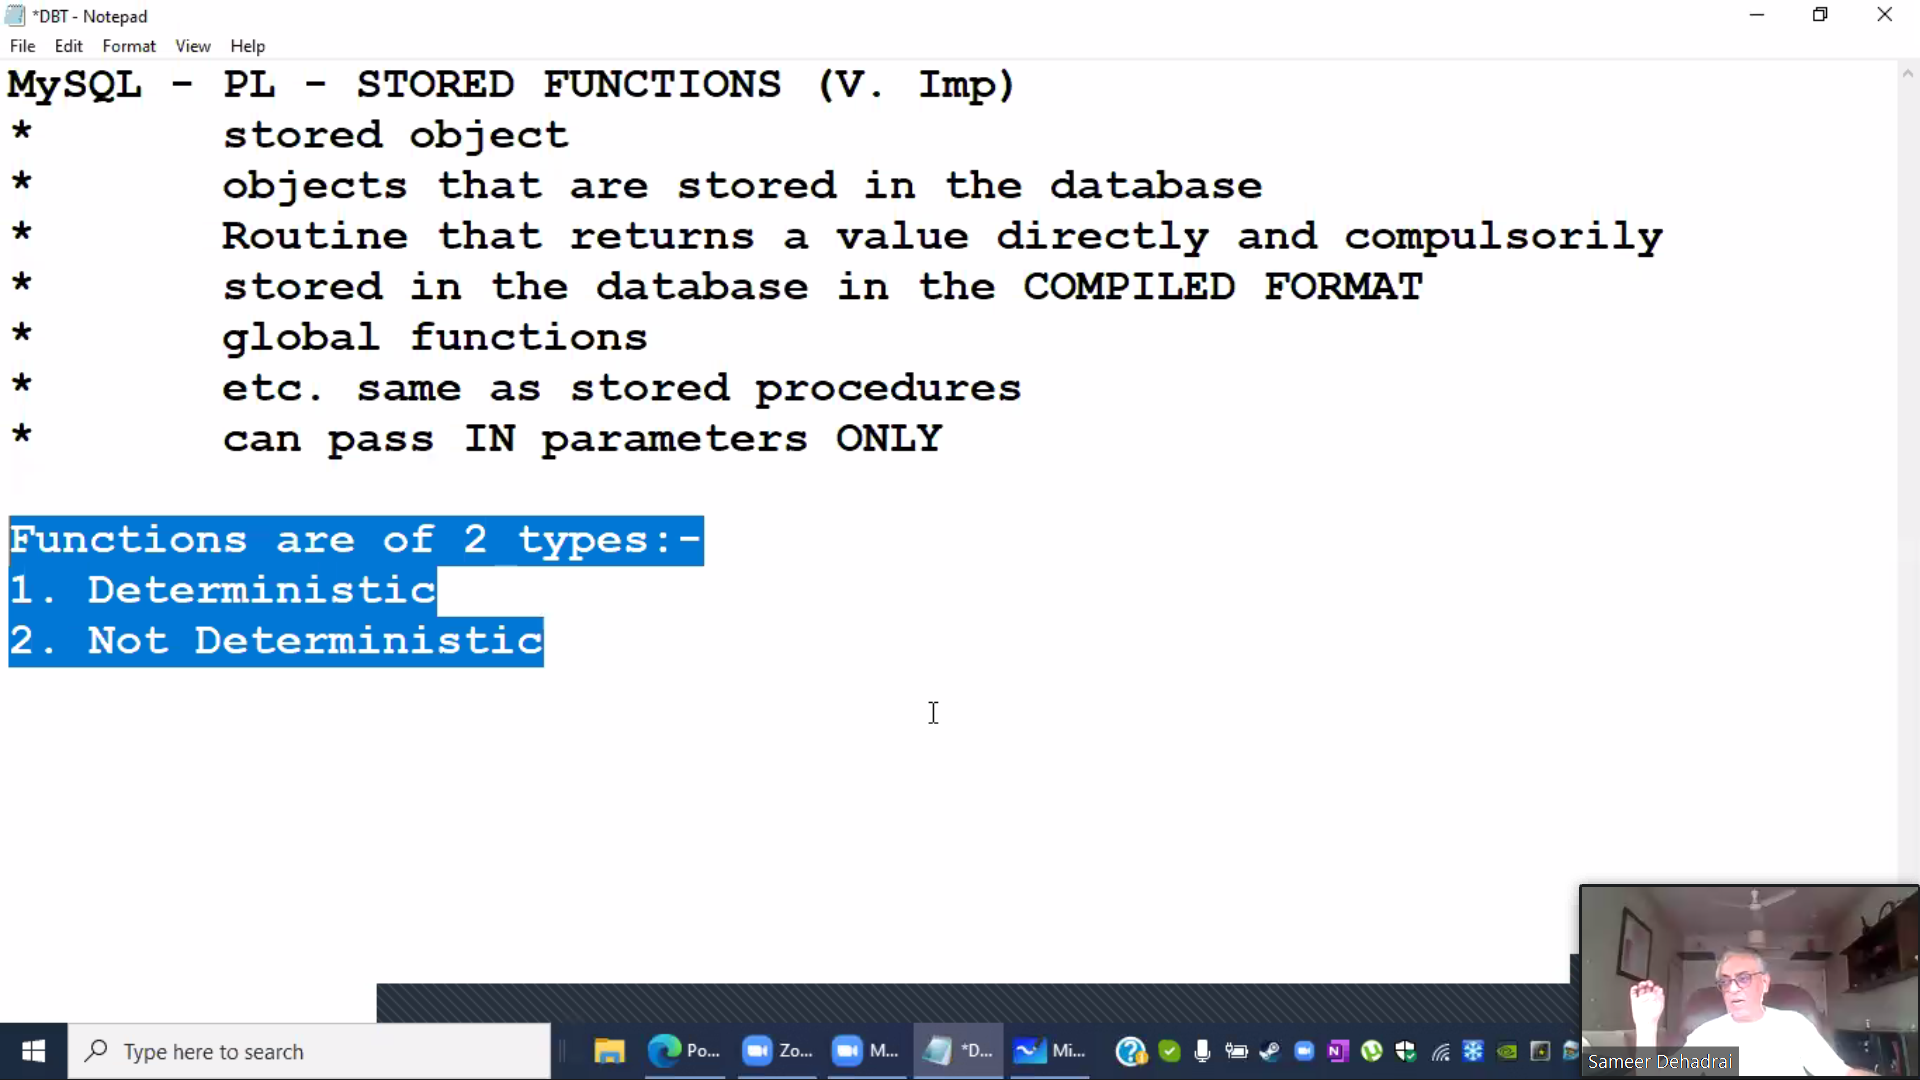 *DBT - Notepad
File Edit Format View Help
MySQL - PL - STORED FUNCTIONS (V. Imp)
* stored object
* objects that are stored in the database
* Routine that returns a value directly and compulsorily
* stored in the database in the COMPILED FORMAT
* global functions
* etc. same as stored procedures
* can pass IN parameters ONLY
Functions are of 2 types:-
1. Deterministic
2. Not Deterministic
Type here to search
Po...
Zo...
M...
*D...
Mi...
Sameer Dehadrai